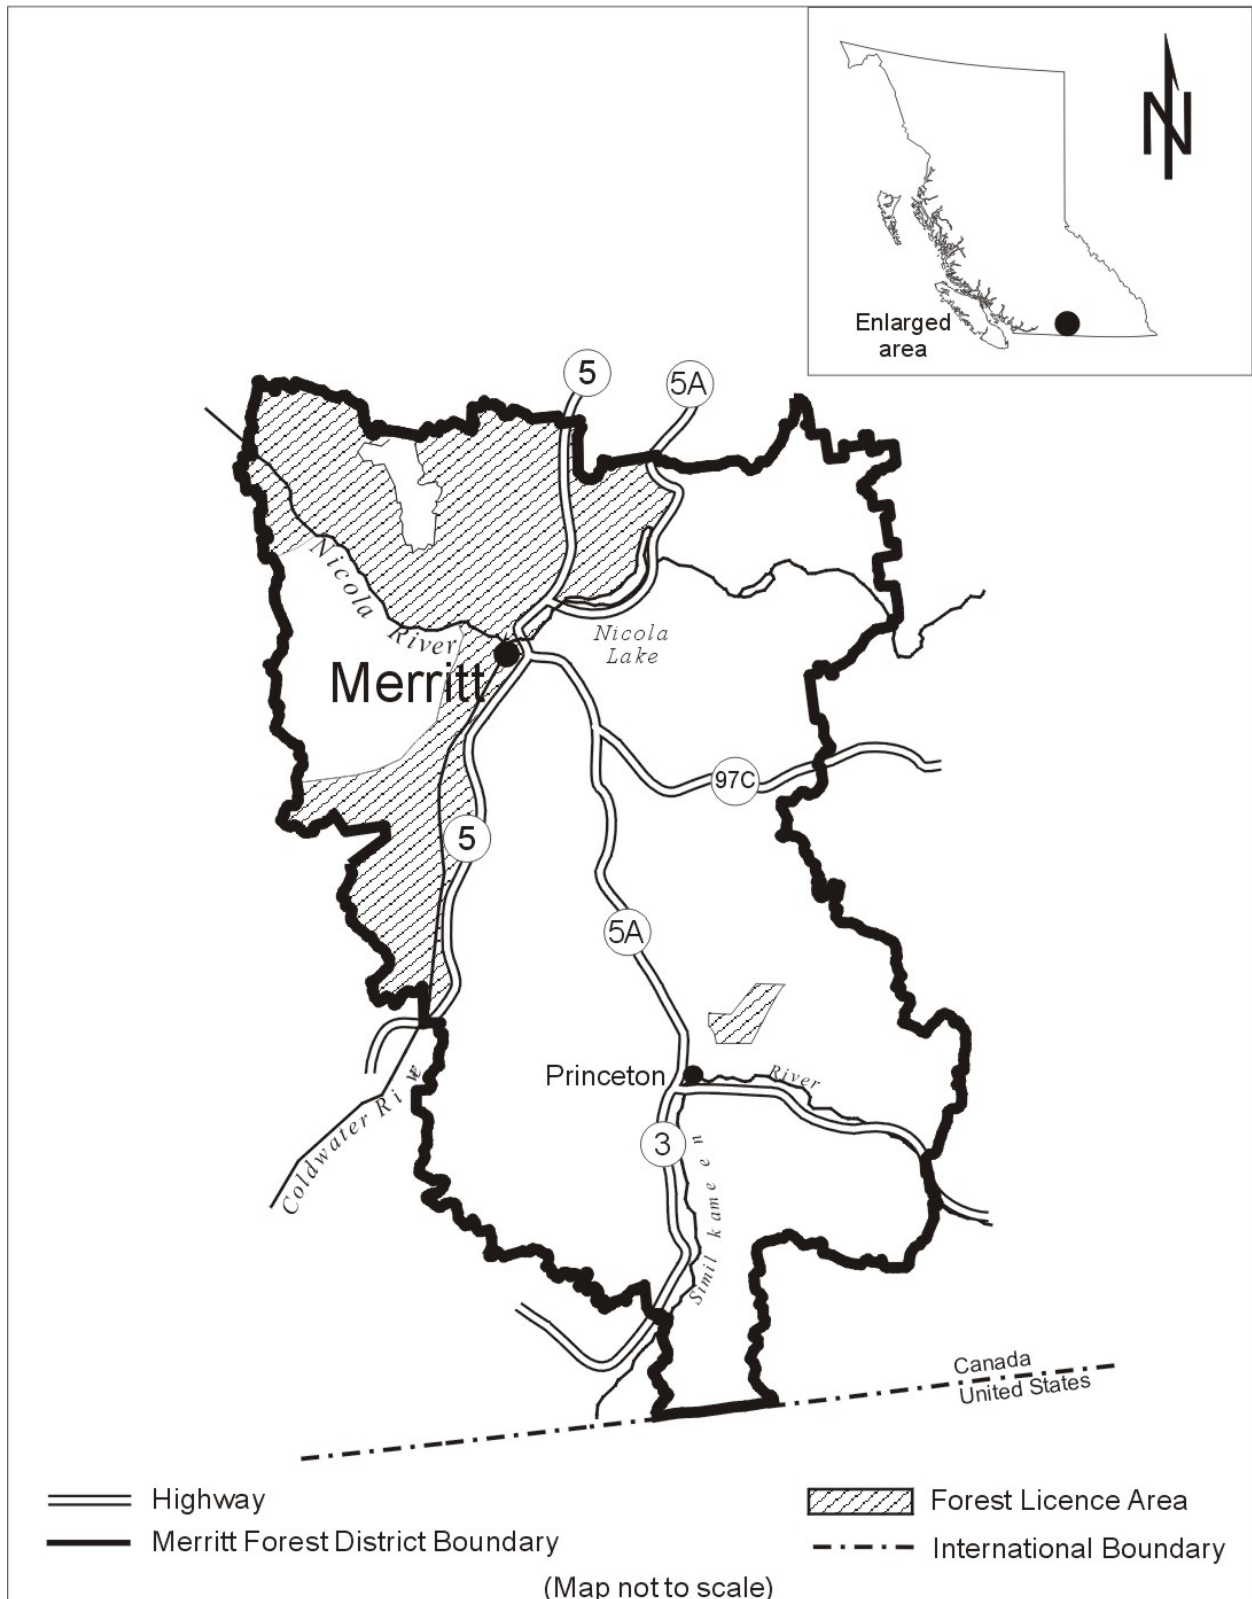 N
Enlarged
area
5
5A
Nicola River
Nicola
Lake
Merritt
97C
5
5A
Princeton
River
Coldwater River
3
Similkameen
Canada
United States
Highway
Forest Licence Area
Merritt Forest District Boundary
International Boundary
(Map not to scale)